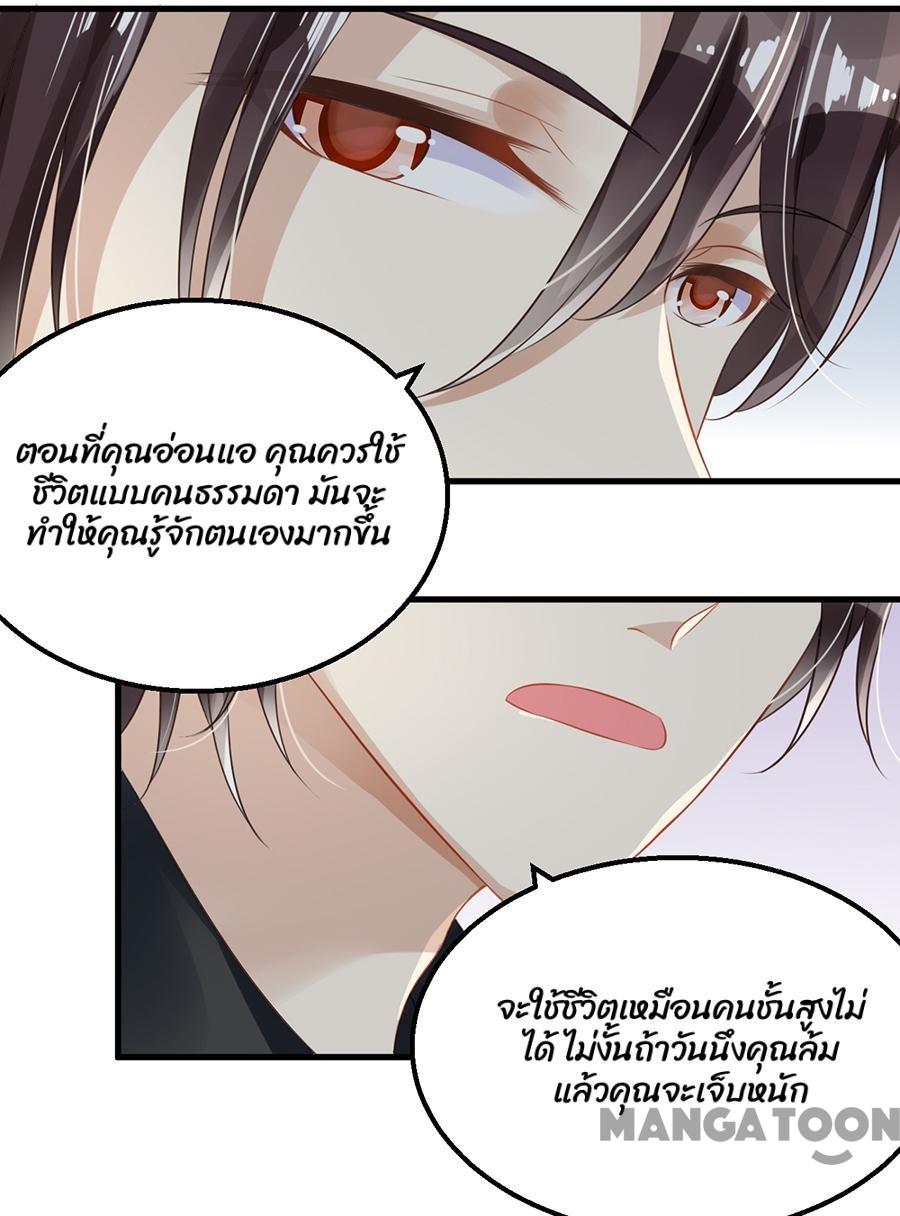 ตอนที่คุณอ่อนแอ คุณควรใช้
ชีวิตแบบคนธรรมดา มันจะ
ทำให้คุณรู้จักตนเองมากขึ้น
จะใช้ชีวิตเหมือนคนชั้นสูงไม่
ได้ ไม่งั้นถ้าวันนึงคุณล้ม
แล้วคุณจะเจ็บหนัก
MANGATOON